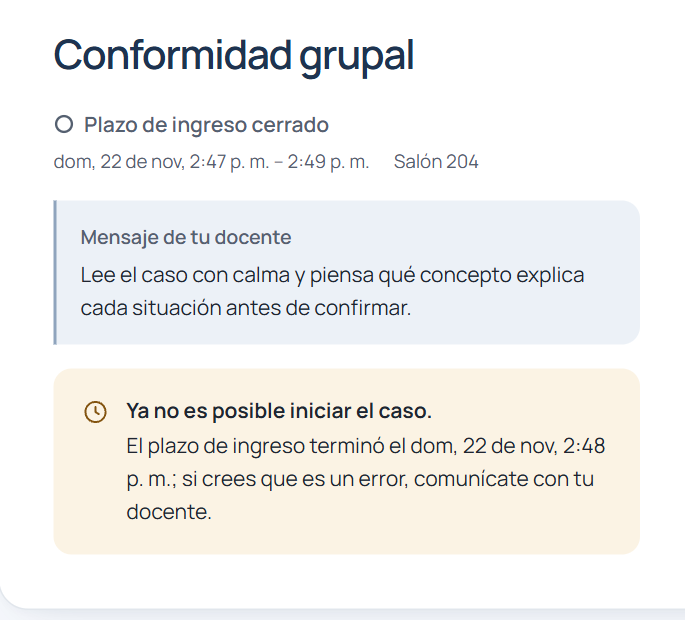 Conformidad grupal
Plazo de ingreso cerrado
dom, 22 de nov, 2:47 p. m. – 2:49 p. m. Salón 204
Mensaje de tu docente
Lee el caso con calma y piensa qué concepto explica
cada situación antes de confirmar.
Ya no es posible iniciar el caso.
El plazo de ingreso terminó el dom, 22 de nov, 2:48
p. m.; si crees que es un error, comunícate con tu
docente.